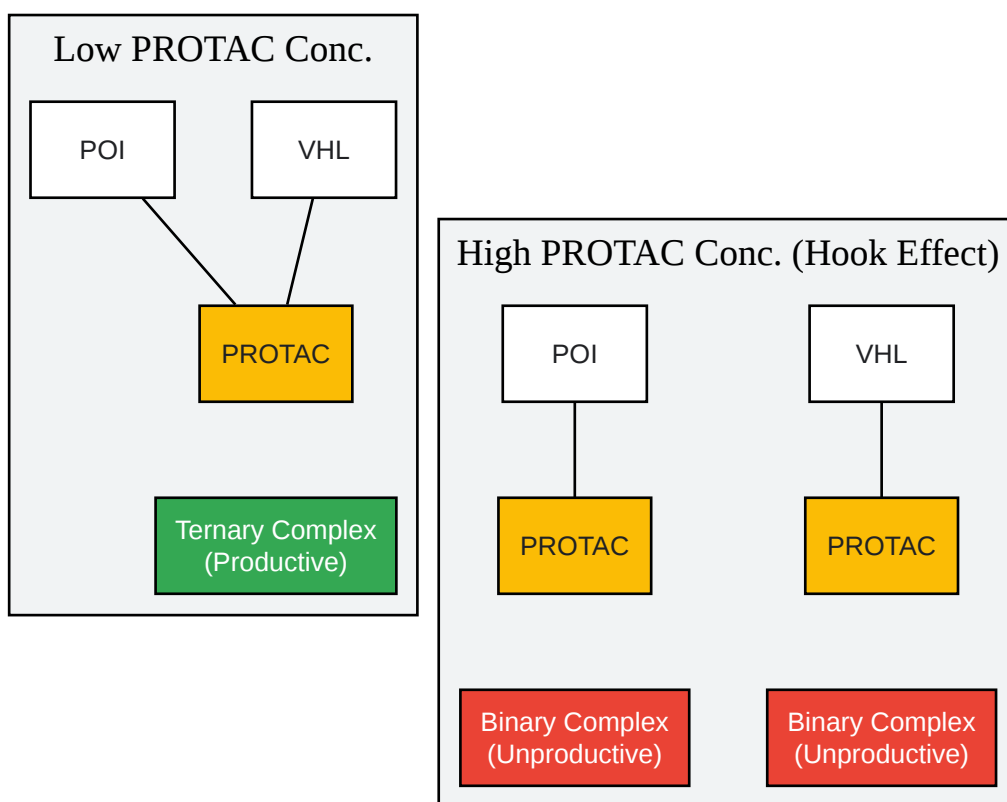 Low PROTAC Conc.
POI
VHL
PROTAC
Ternary Complex
(Productive)
High PROTAC Conc. (Hook Effect)
POI
VHL
PROTAC
PROTAC
Binary Complex
(Unproductive)
Binary Complex
(Unproductive)